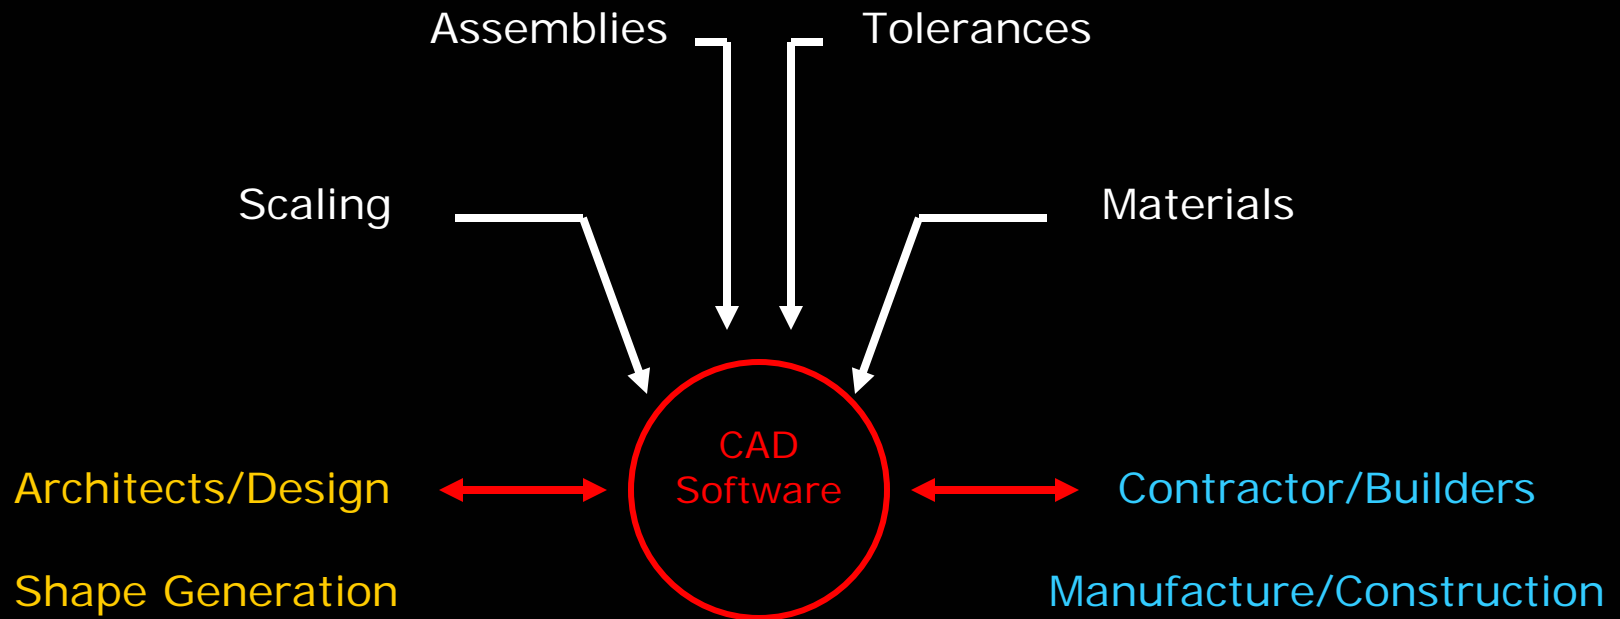 Assemblies
Tolerances
Scaling
Materials
CAD
Software
Architects/Design
Contractor/Builders
Shape Generation
Manufacture/Construction